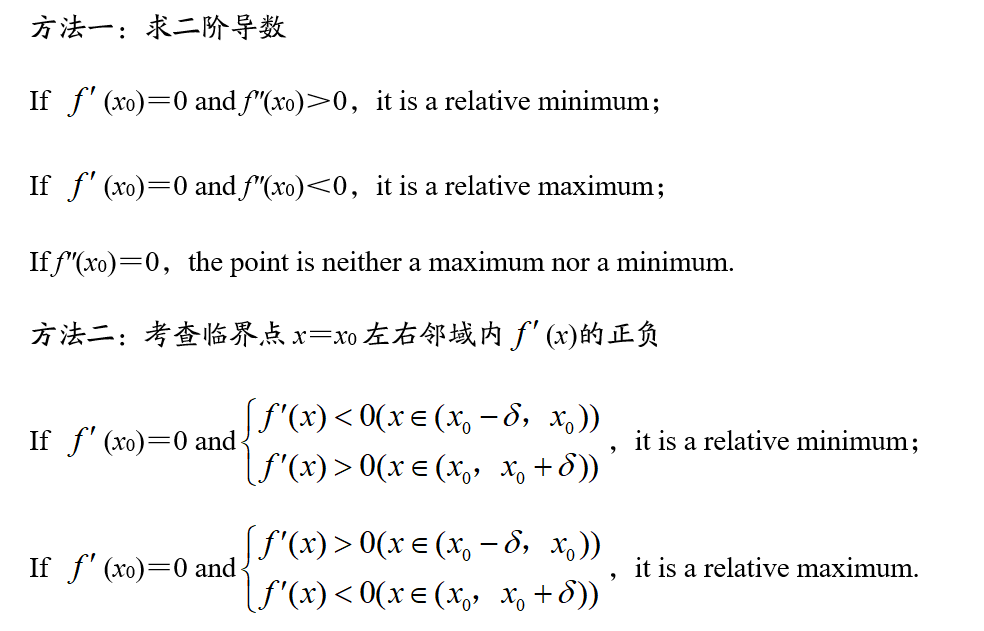 方法一：求二阶导数
If f′(x₀)＝0 and f″(x₀)＞0，it is a relative minimum；
If f′(x₀)＝0 and f″(x₀)＜0，it is a relative maximum；
If f″(x₀)＝0，the point is neither a maximum nor a minimum.
方法二：考查临界点 x＝x₀ 左右邻域内 f′(x)的正负
If f′(x₀)＝0 and {f′(x)<0(x∈(x₀−δ，x₀))
f′(x)>0(x∈(x₀，x₀+δ))，it is a relative minimum；
If f′(x₀)＝0 and {f′(x)>0(x∈(x₀−δ，x₀))
f′(x)<0(x∈(x₀，x₀+δ))，it is a relative maximum.